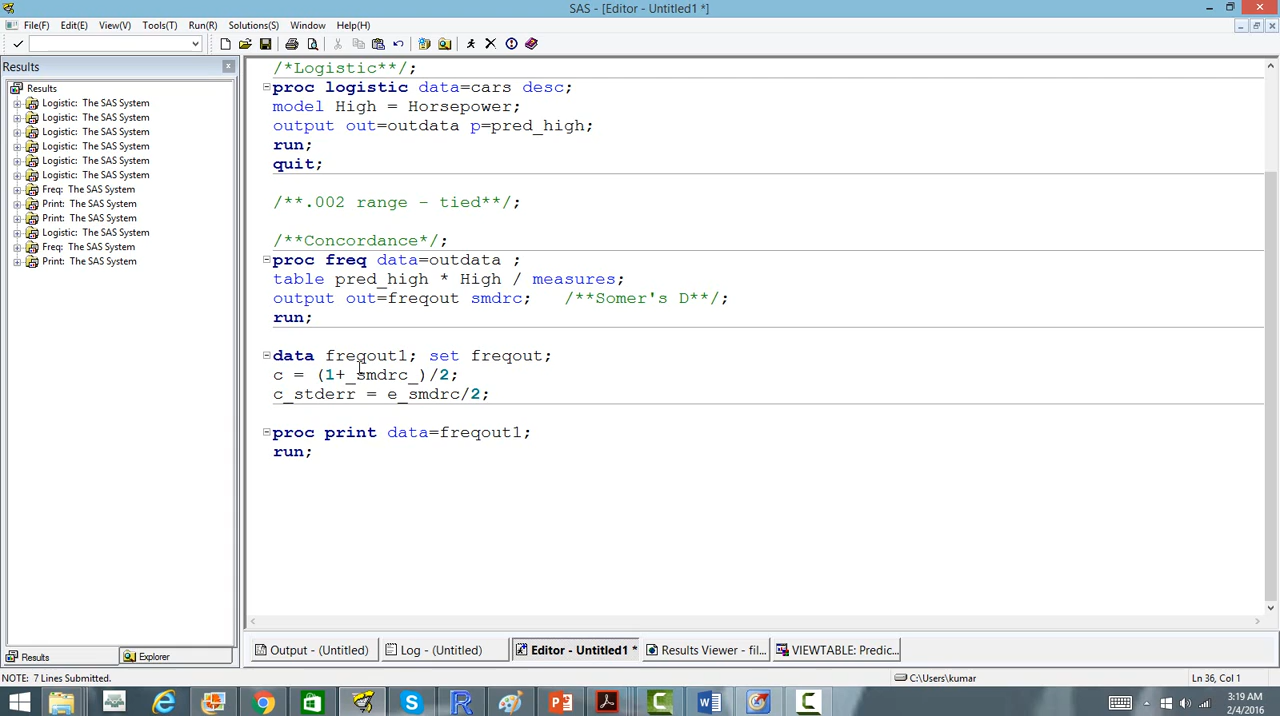 SAS - [Editor - Untitled1 *]
File(F) Edit(E) View(V) Tools(T) Run(R) Solutions(S) Window Help(H)
Results
Results
Logistic: The SAS System
Logistic: The SAS System
Logistic: The SAS System
Logistic: The SAS System
Logistic: The SAS System
Logistic: The SAS System
Freq: The SAS System
Print: The SAS System
Print: The SAS System
Logistic: The SAS System
Freq: The SAS System
Print: The SAS System
/*Logistic**/;
proc logistic data=cars desc;
model High = Horsepower;
output out=outdata p=pred_high;
run;
quit;
/**.002 range - tied**/;
/**Concordance*/;
proc freq data=outdata ;
table pred_high * High / measures;
output out=freqout smdrc; /**Somer's D**/;
run;
data freqout1; set freqout;
c = (1+_smdrc_)/2;
c_stderr = e_smdrc/2;
proc print data=freqout1;
run;
Results Explorer
Output - (Untitled) Log - (Untitled) Editor - Untitled1 * Results Viewer - fil... VIEWTABLE: Predic...
NOTE: 7 Lines Submitted. C:\Users\kumar Ln 36, Col 1
3:19 AM
2/4/2016